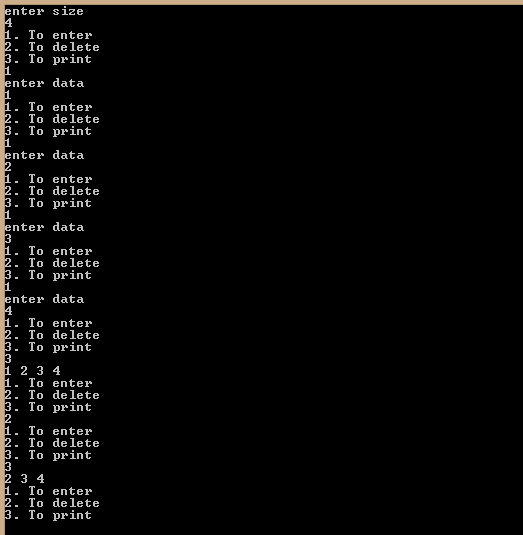 enter size
4
1. To enter
2. To delete
3. To print
1
enter data
1
1. To enter
2. To delete
3. To print
1
enter data
2
1. To enter
2. To delete
3. To print
1
enter data
3
1. To enter
2. To delete
3. To print
1
enter data
4
1. To enter
2. To delete
3. To print
3
1 2 3 4
1. To enter
2. To delete
3. To print
2
1. To enter
2. To delete
3. To print
3
2 3 4
1. To enter
2. To delete
3. To print